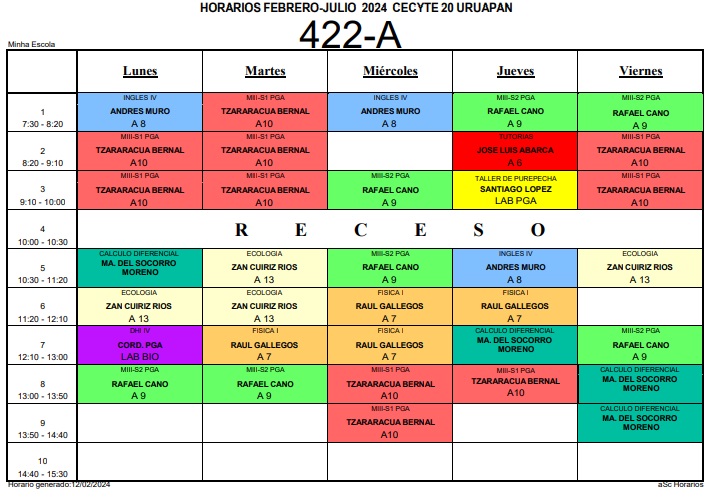 HORARIOS FEBRERO-JULIO 2024 CECYTE 20 URUAPAN
422-A
Minha Escola
Lunes Martes Miércoles Jueves Viernes
1
7:30 - 8:20
INGLES IV
ANDRES MURO
A 8
MIII-S1 PGA
TZARARACUA BERNAL
A10
INGLES IV
ANDRES MURO
A 8
MIII-S2 PGA
RAFAEL CANO
A 9
MIII-S2 PGA
RAFAEL CANO
A 9
2
8:20 - 9:10
MIII-S1 PGA
TZARARACUA BERNAL
A10
MIII-S1 PGA
TZARARACUA BERNAL
A10
TUTORIAS
JOSE LUIS ABARCA
A 8
MIII-S1 PGA
TZARARACUA BERNAL
A10
3
9:10 - 10:00
MIII-S1 PGA
TZARARACUA BERNAL
A10
MIII-S1 PGA
TZARARACUA BERNAL
A10
MIII-S2 PGA
RAFAEL CANO
A 9
TALLER DE PUREPECHA
SANTIAGO LOPEZ
LAB PGA
MIII-S1 PGA
TZARARACUA BERNAL
A10
4
10:00 - 10:30
R E C E S O
5
10:30 - 11:20
CALCULO DIFERENCIAL
MA. DEL SOCORRO
MORENO
ECOLOGIA
ZAN CUIRIZ RIOS
A 13
MIII-S2 PGA
RAFAEL CANO
A 9
INGLES IV
ANDRES MURO
A 8
ECOLOGIA
ZAN CUIRIZ RIOS
A 13
6
11:20 - 12:10
ECOLOGIA
ZAN CUIRIZ RIOS
A 13
ECOLOGIA
ZAN CUIRIZ RIOS
A 13
FISICA I
RAUL GALLEGOS
A 7
FISICA I
RAUL GALLEGOS
A 7
7
12:10 - 13:00
DHI IV
CORD. PGA
LAB BIO
FISICA I
RAUL GALLEGOS
A 7
FISICA I
RAUL GALLEGOS
A 7
CALCULO DIFERENCIAL
MA. DEL SOCORRO
MORENO
MIII-S2 PGA
RAFAEL CANO
A 9
8
13:00 - 13:50
MIII-S2 PGA
RAFAEL CANO
A 9
MIII-S2 PGA
RAFAEL CANO
A 9
MIII-S1 PGA
TZARARACUA BERNAL
A10
MIII-S1 PGA
TZARARACUA BERNAL
A10
CALCULO DIFERENCIAL
MA. DEL SOCORRO
MORENO
9
13:50 - 14:40
MIII-S1 PGA
TZARARACUA BERNAL
A10
CALCULO DIFERENCIAL
MA. DEL SOCORRO
MORENO
10
14:40 - 15:30
Horario generado:12/02/2024
aSc Horarios